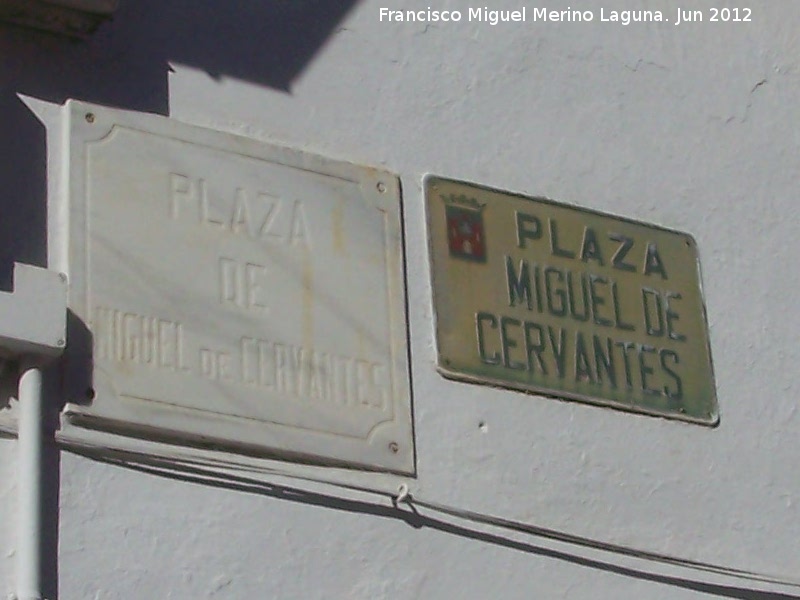 Francisco Miguel Merino Laguna. Jun 2012
PLAZA
DE
MIGUEL DE CERVANTES
PLAZA
MIGUEL DE
CERVANTES